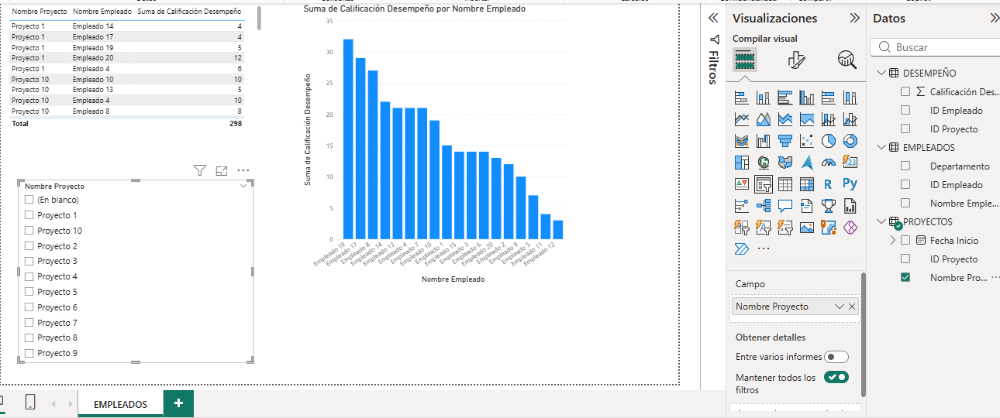 Nombre Proyecto Nombre Empleado Suma de Calificación Desempeño
Proyecto 1 Empleado 14 4
Proyecto 1 Empleado 17 4
Proyecto 1 Empleado 19 5
Proyecto 1 Empleado 20 12
Proyecto 1 Empleado 4 6
Proyecto 10 Empleado 10 10
Proyecto 10 Empleado 13 5
Proyecto 10 Empleado 4 10
Proyecto 10 Empleado 8 8
Total 298
Nombre Proyecto
(En blanco)
Proyecto 1
Proyecto 10
Proyecto 2
Proyecto 3
Proyecto 4
Proyecto 5
Proyecto 6
Proyecto 7
Proyecto 8
Proyecto 9
Suma de Calificación Desempeño por Nombre Empleado
Suma de Calificación Desempeño
35
30
25
20
15
10
5
0
Empleado 19
Empleado 17
Empleado 8
Empleado 14
Empleado 13
Empleado 4
Empleado 7
Empleado 10
Empleado 1
Empleado 15
Empleado 3
Empleado 6
Empleado 20
Empleado 2
Empleado 9
Empleado 5
Empleado 11
Empleado 12
Nombre Empleado
EMPLEADOS
+
Filtros
Visualizaciones
Compilar visual
123
R
Py
Campo
Nombre Proyecto
Obtener detalles
Entre varios informes
Mantener todos los
filtros
Datos
Buscar
DESEMPEÑO
Calificación Des...
ID Empleado
ID Proyecto
EMPLEADOS
Departamento
ID Empleado
Nombre Emple...
PROYECTOS
Fecha Inicio
ID Proyecto
Nombre Pro...